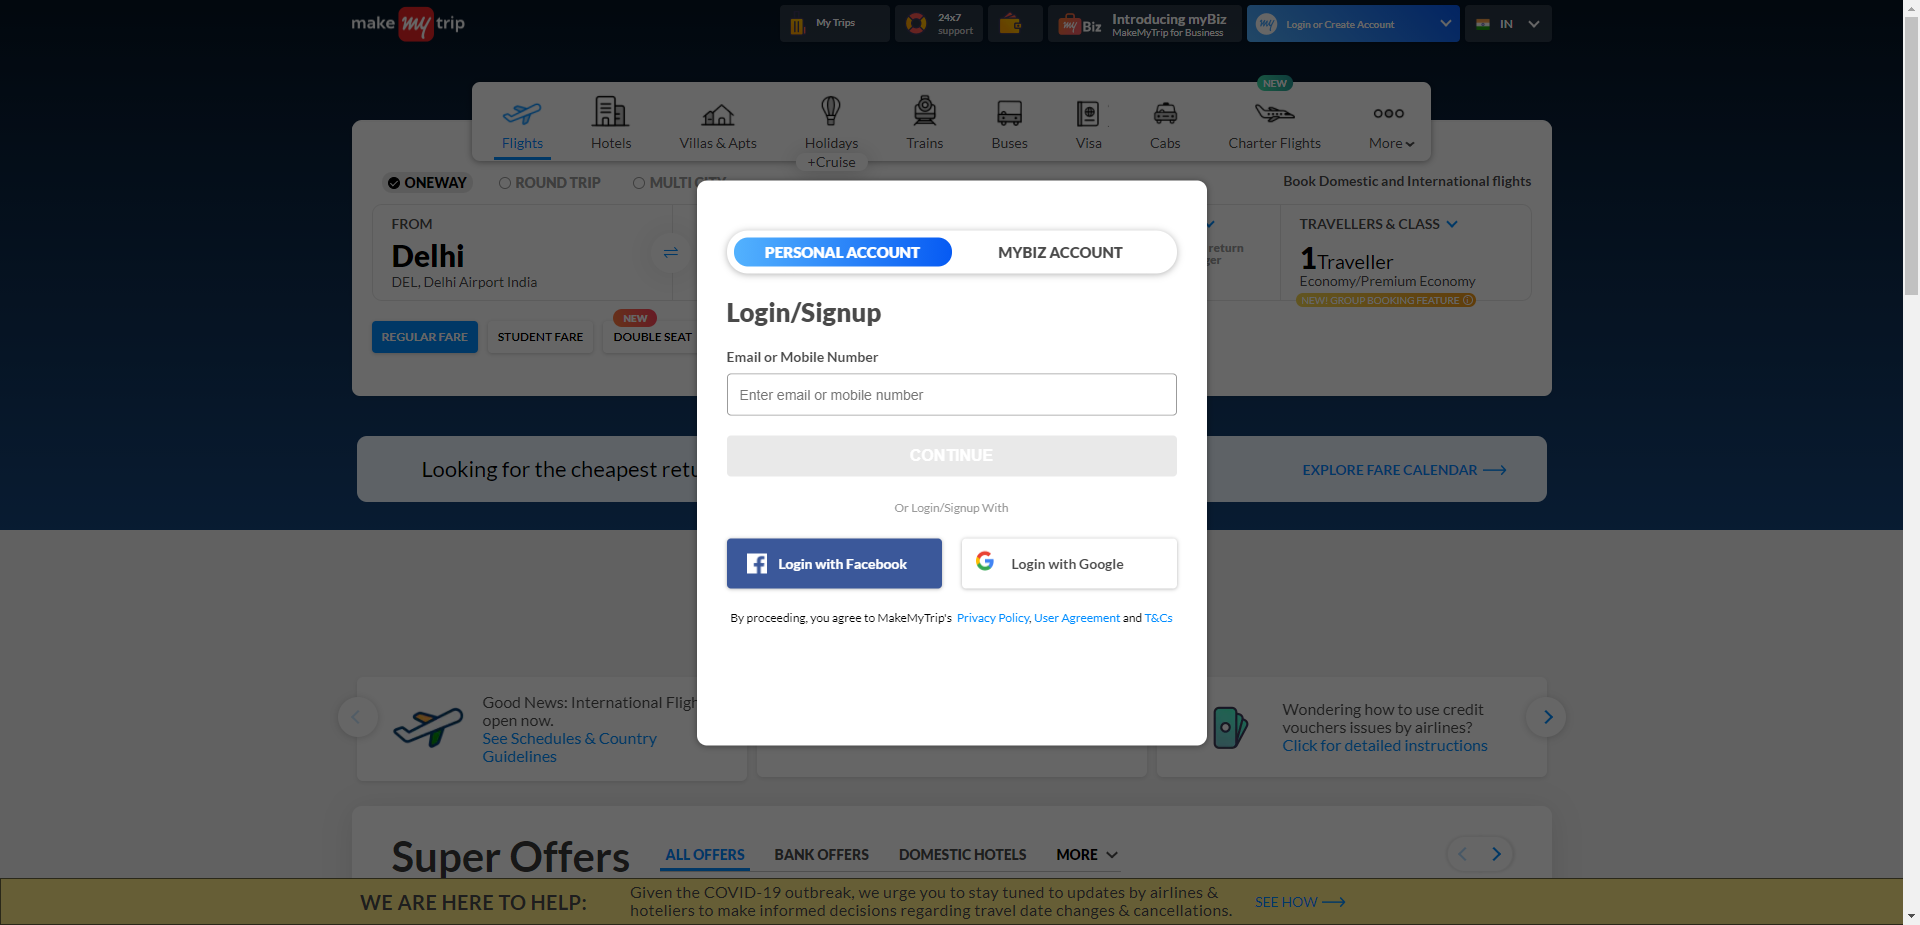 make my trip
My Trips
24x7
support
my Biz
Introducing myBiz
MakeMyTrip for Business
my
Login or Create Account
IN
NEW
Flights
Hotels
Villas & Apts
Holidays
+Cruise
Trains
Buses
Visa
Cabs
Charter Flights
More
ONEWAY
ROUND TRIP
MULTI CITY
Book Domestic and International flights
FROM
Delhi
DEL, Delhi Airport India
return
TRAVELLERS & CLASS
1 Traveller
Economy/Premium Economy
NEW! GROUP BOOKING FEATURE
REGULAR FARE
STUDENT FARE
NEW
DOUBLE SEAT
PERSONAL ACCOUNT
MYBIZ ACCOUNT
Login/Signup
Email or Mobile Number
Enter email or mobile number
CONTINUE
Or Login/Signup With
Login with Facebook
Login with Google
By proceeding, you agree to MakeMyTrip's Privacy Policy, User Agreement and T&Cs
Looking for the cheapest
EXPLORE FARE CALENDAR
Good News: International
open now.
See Schedules & Country
Guidelines
Wondering how to use credit
vouchers issues by airlines?
Click for detailed instructions
Super Offers
ALL OFFERS
BANK OFFERS
DOMESTIC HOTELS
MORE
WE ARE HERE TO HELP:
Given the COVID-19 outbreak, we urge you to stay tuned to updates by airlines &
hoteliers to make informed decisions regarding travel date changes & cancellations.
SEE HOW